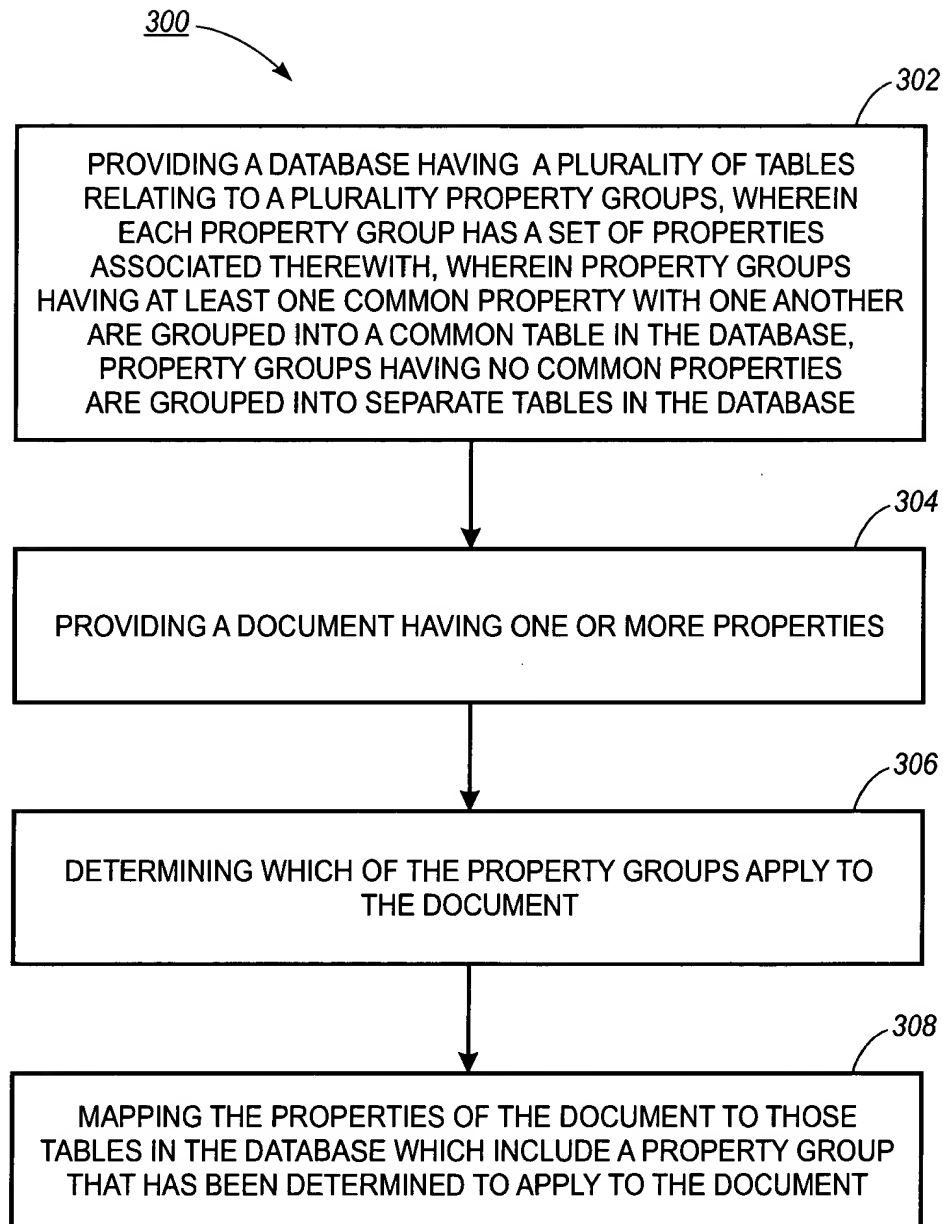 300
302
PROVIDING A DATABASE HAVING A PLURALITY OF TABLES
RELATING TO A PLURALITY PROPERTY GROUPS, WHEREIN
EACH PROPERTY GROUP HAS A SET OF PROPERTIES
ASSOCIATED THEREWITH, WHEREIN PROPERTY GROUPS
HAVING AT LEAST ONE COMMON PROPERTY WITH ONE ANOTHER
ARE GROUPED INTO A COMMON TABLE IN THE DATABASE,
PROPERTY GROUPS HAVING NO COMMON PROPERTIES
ARE GROUPED INTO SEPARATE TABLES IN THE DATABASE
304
PROVIDING A DOCUMENT HAVING ONE OR MORE PROPERTIES
306
DETERMINING WHICH OF THE PROPERTY GROUPS APPLY TO
THE DOCUMENT
308
MAPPING THE PROPERTIES OF THE DOCUMENT TO THOSE
TABLES IN THE DATABASE WHICH INCLUDE A PROPERTY GROUP
THAT HAS BEEN DETERMINED TO APPLY TO THE DOCUMENT